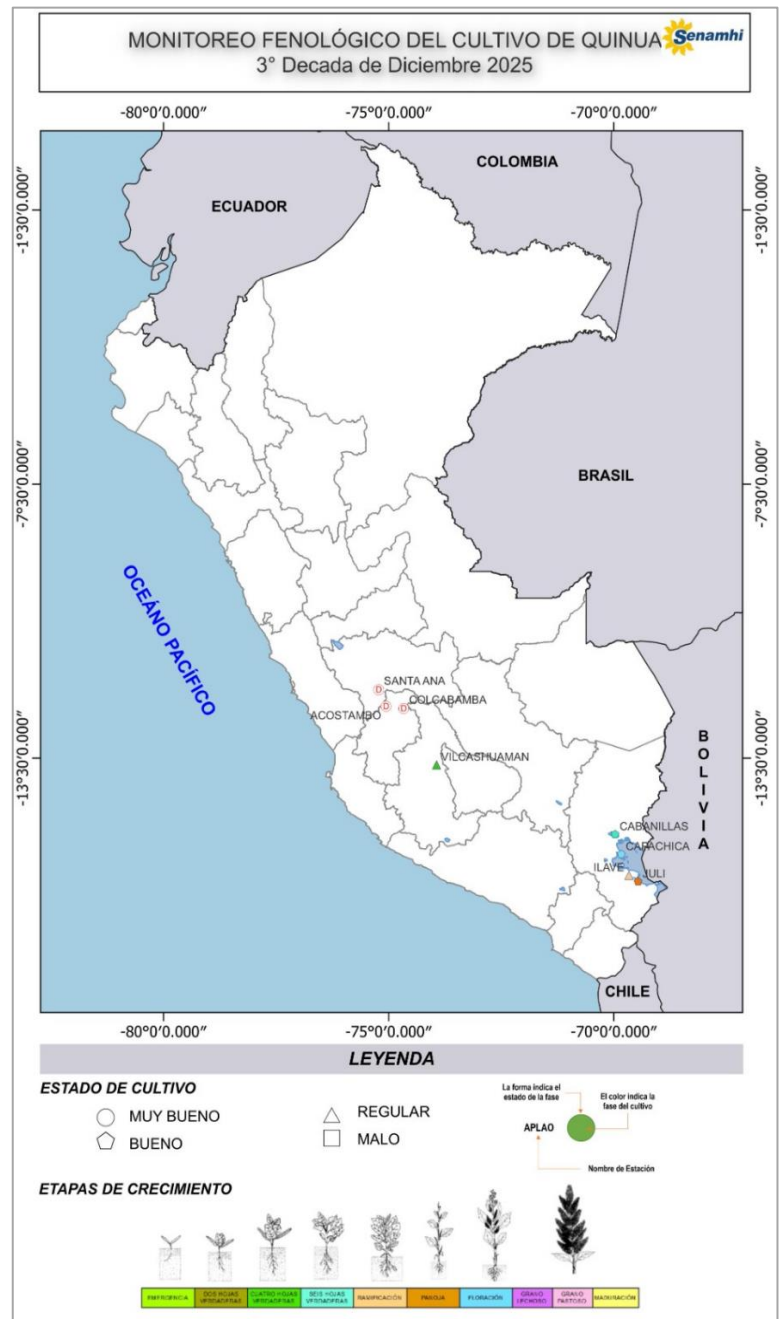 MONITOREO FENOLÓGICO DEL CULTIVO DE QUINUA
Senamhi
3° Decada de Diciembre 2025
-80°0'0.000"
-75°0'0.000"
-70°0'0.000"
-1°30'0.000"
-1°30'0.000"
-7°30'0.000"
-7°30'0.000"
-13°30'0.000"
-13°30'0.000"
COLOMBIA
ECUADOR
BRASIL
OCEÁNO PACÍFICO
D SANTA ANA
D
D COLCABAMBA
ACOSTAMBO
VILCASHUAMAN
BOLIVIA
CABANILLAS
CAPACHICA
ILAVE
JULI
CHILE
-80°0'0.000"
-75°0'0.000"
-70°0'0.000"
LEYENDA
ESTADO DE CULTIVO
MUY BUENO
BUENO
REGULAR
MALO
La forma indica el
estado de la fase
El color indica la
fase del cultivo
APLAO
Nombre de Estación
ETAPAS DE CRECIMIENTO
EMERGENCIA
DOS HOJAS
VERDADERAS
CUATRO HOJAS
VERDADERAS
SEIS HOJAS
VERDADERAS
RAMIFICACIÓN
PANOJA
FLORACIÓN
GRANO
LECHOSO
GRANO
PASTOSO
MADURACIÓN